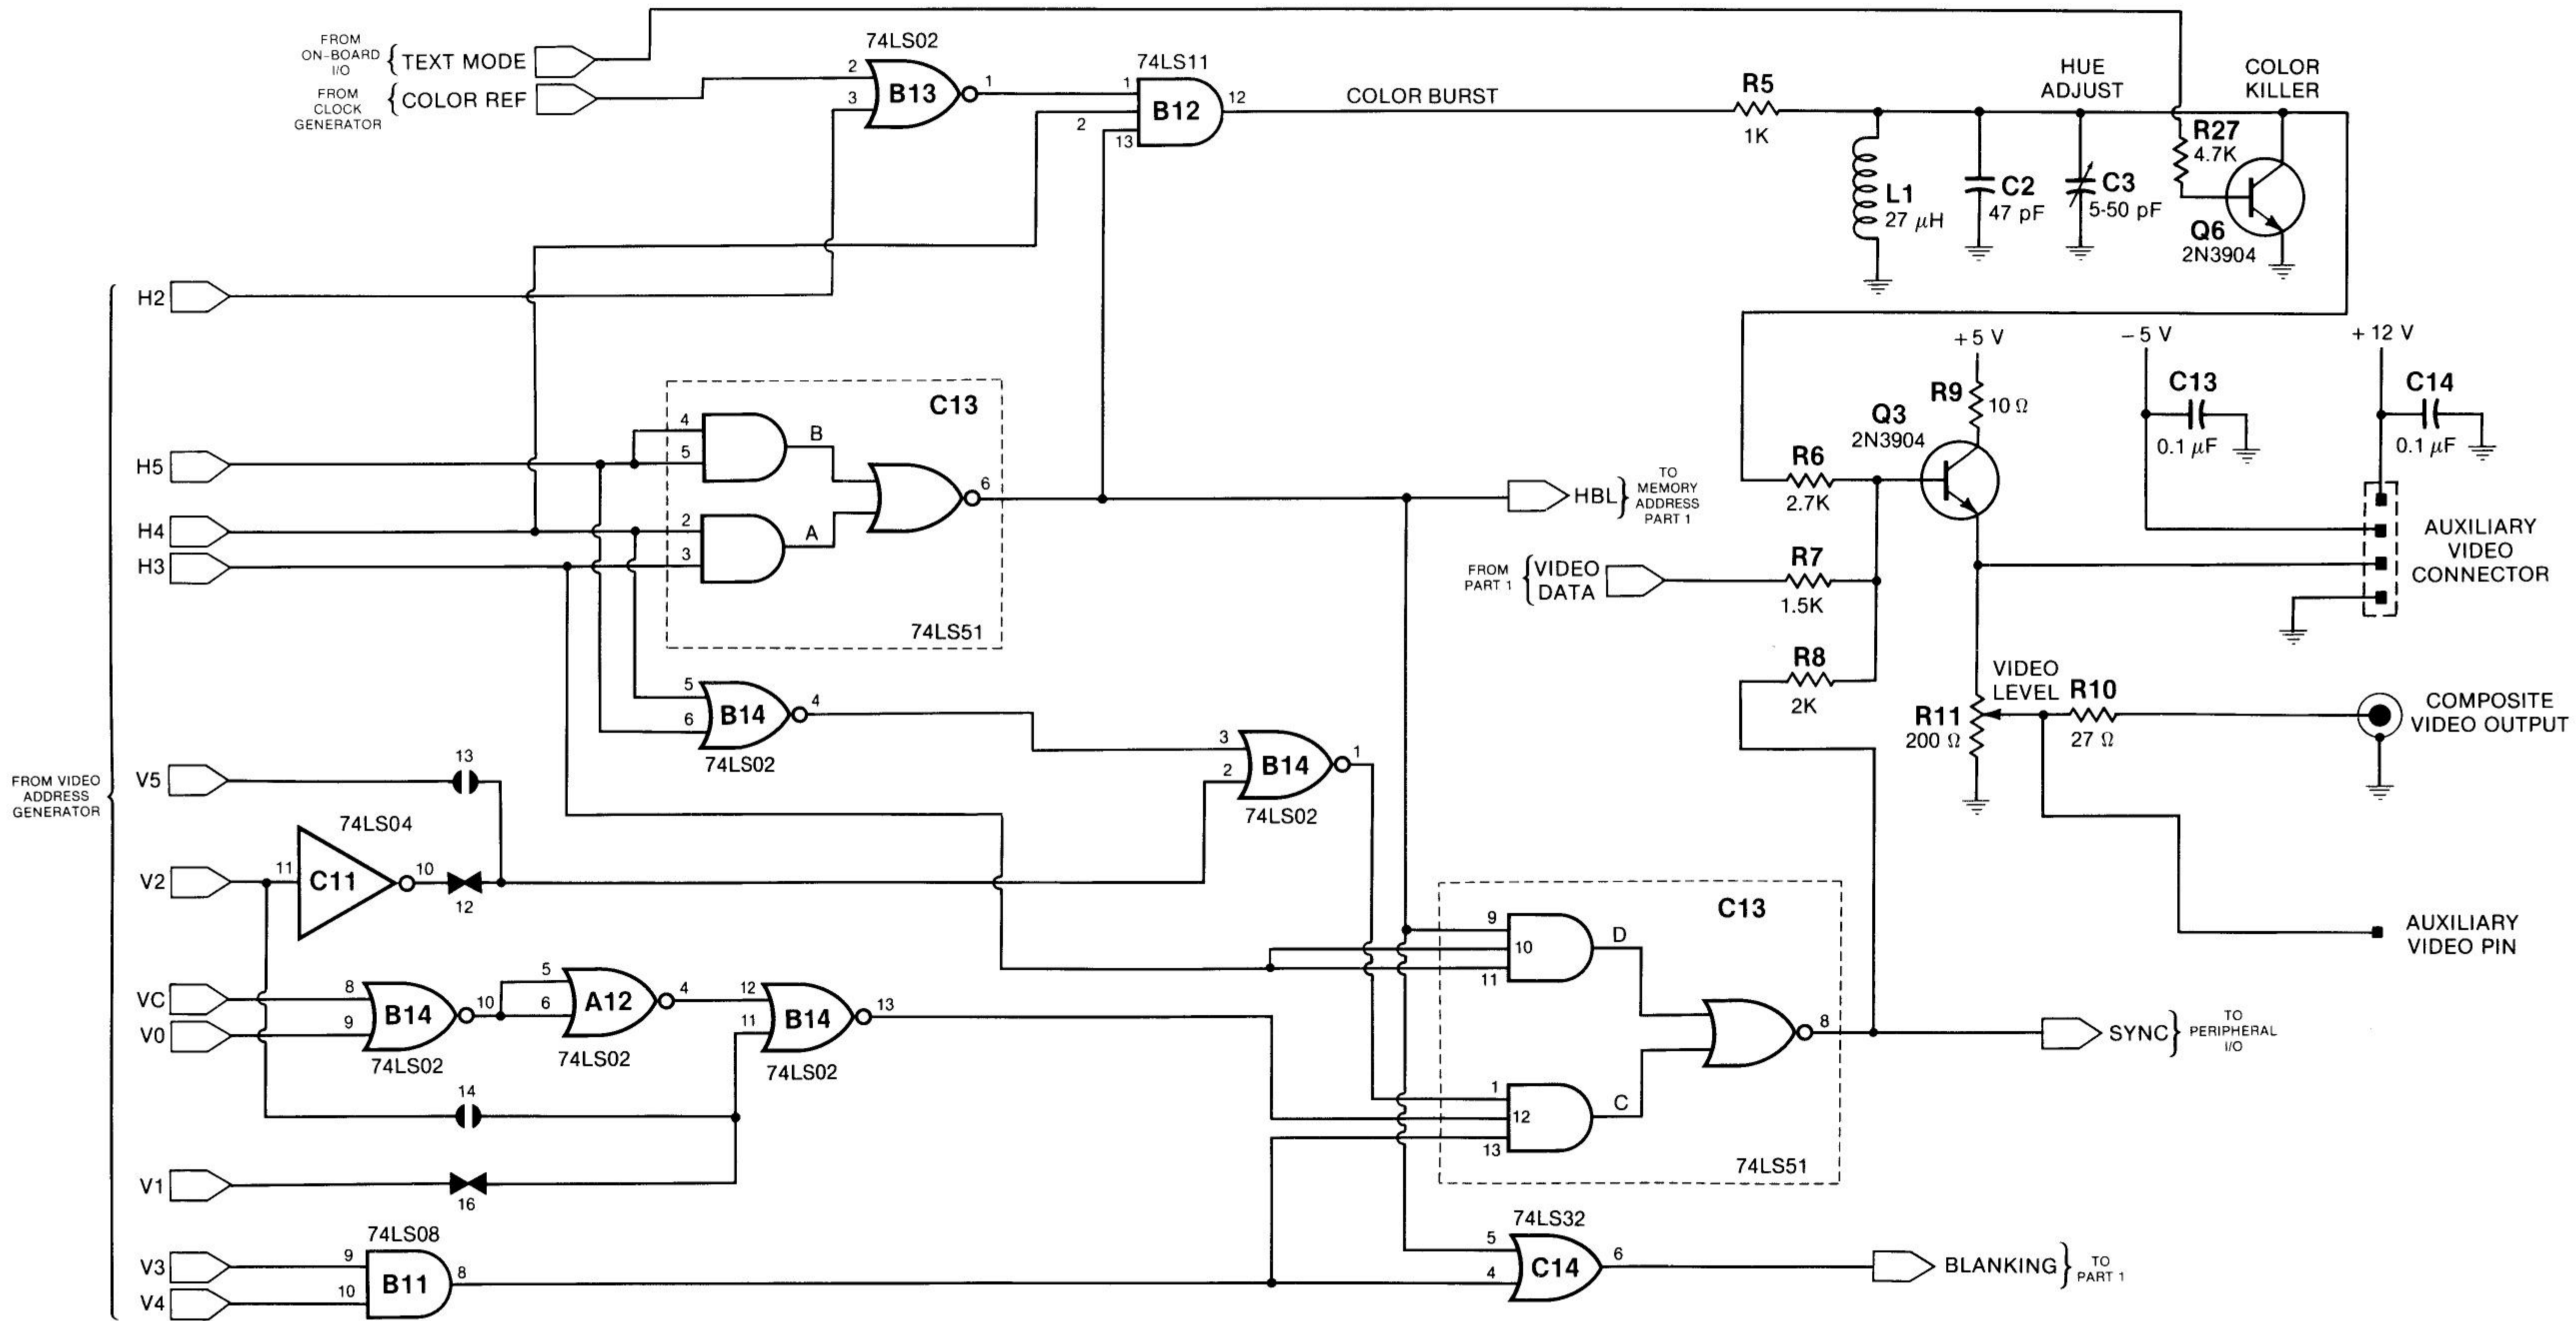 FROM
ON-BOARD
I/O
TEXT MODE
FROM
CLOCK
GENERATOR
COLOR REF
74LS02
2
3
B13
1
74LS11
1
2
13
B12
12
COLOR BURST
R5
1K
HUE
ADJUST
COLOR
KILLER
L1
27 μH
C2
47 pF
C3
5-50 pF
R27
4.7K
Q6
2N3904
H2
H5
H4
H3
C13
4
5
B
2
3
A
6
74LS51
HBL
TO
MEMORY
ADDRESS
PART 1
+5 V
R9
10 Ω
Q3
2N3904
R6
2.7K
FROM
PART 1
VIDEO
DATA
R7
1.5K
R8
2K
−5 V
C13
0.1 μF
+12 V
C14
0.1 μF
AUXILIARY
VIDEO
CONNECTOR
VIDEO
LEVEL
R11
200 Ω
R10
27 Ω
COMPOSITE
VIDEO OUTPUT
AUXILIARY
VIDEO PIN
5
6
B14
4
74LS02
3
2
B14
1
74LS02
FROM VIDEO
ADDRESS
GENERATOR
V5
13
74LS04
V2
11
C11
10
12
VC
V0
8
9
B14
10
74LS02
5
6
A12
4
74LS02
12
11
B14
13
74LS02
14
V1
16
74LS08
V3
V4
9
10
B11
8
C13
9
10
11
D
1
12
13
C
8
74LS51
SYNC
TO
PERIPHERAL
I/O
74LS32
5
4
C14
6
BLANKING
TO
PART 1